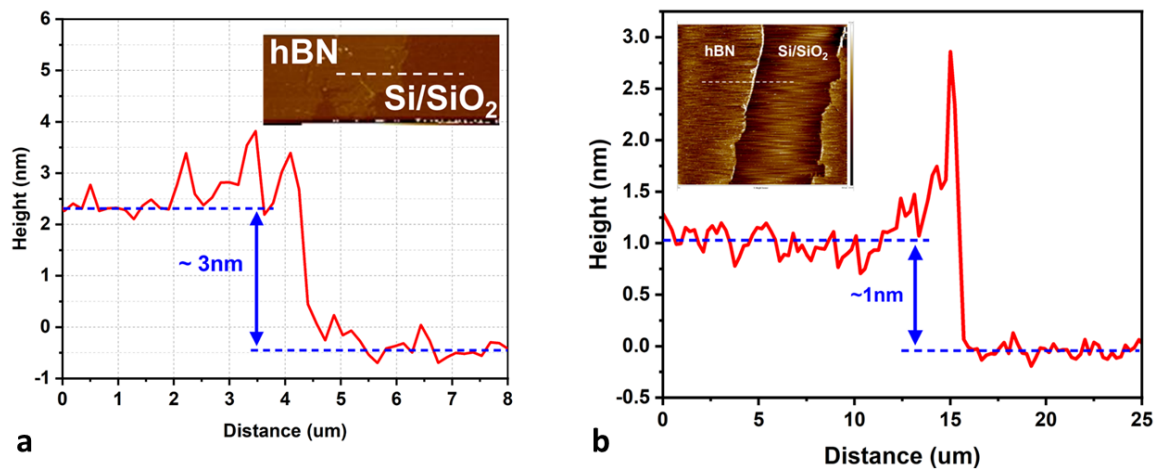 6
5
4
3
2
1
0
-1
Height (nm)
hBN
Si/SiO2
~ 3nm
0 1 2 3 4 5 6 7 8
Distance (um)
a
3.0
2.5
2.0
1.5
1.0
0.5
0.0
-0.5
Height (nm)
hBN Si/SiO2
~1nm
0 5 10 15 20 25
Distance (um)
b